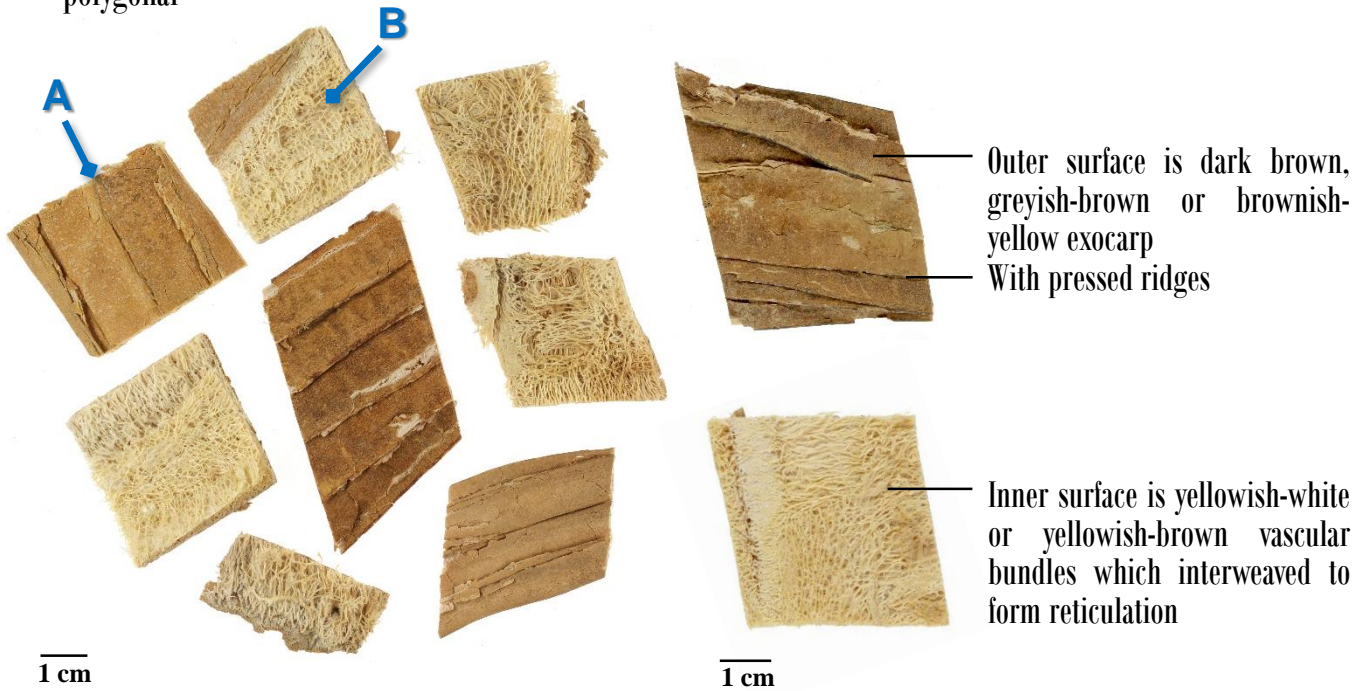 polygonal
A
B
Outer surface is dark brown,
greyish-brown or brownish-
yellow exocarp
With pressed ridges
Inner surface is yellowish-white
or yellowish-brown vascular
bundles which interweaved to
form reticulation
1 cm
1 cm